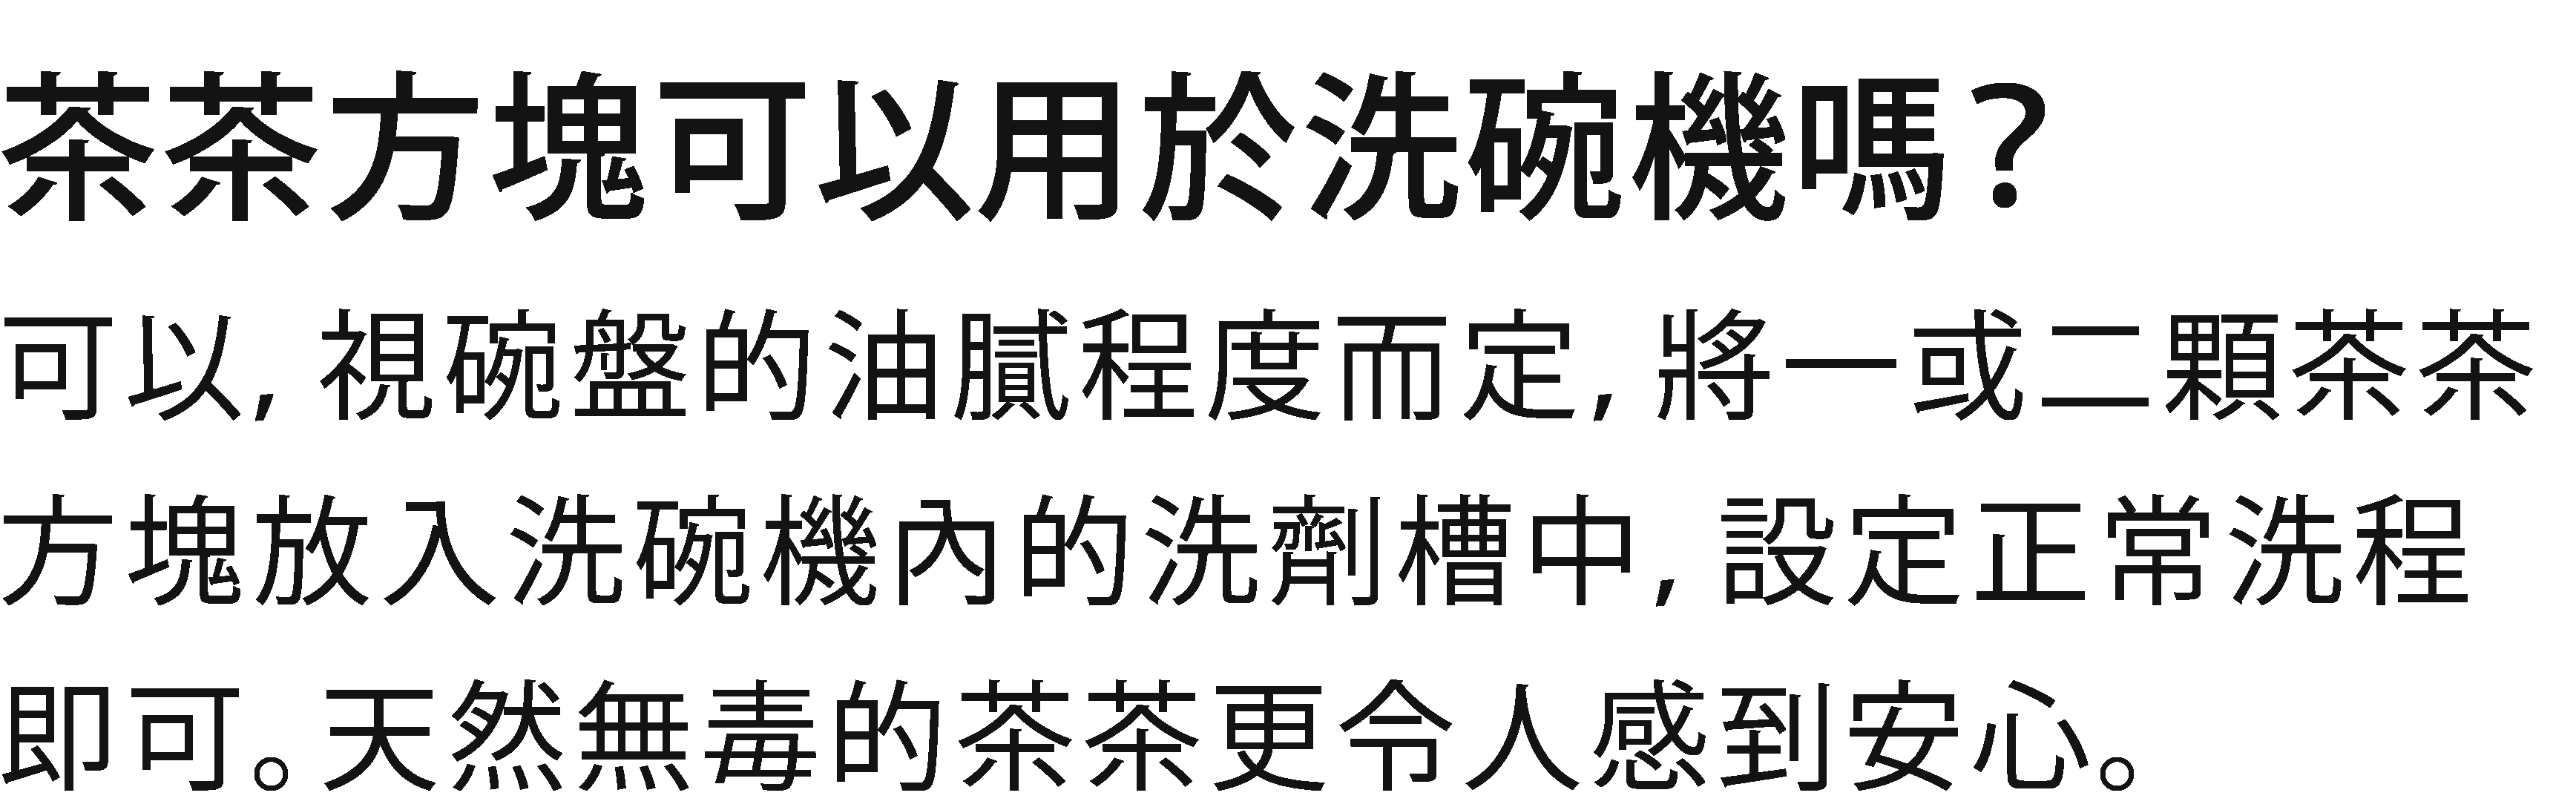 茶茶方塊可以用於洗碗機嗎？
可以, 視碗盤的油膩程度而定, 將一或二顆茶茶
方塊放入洗碗機內的洗劑槽中, 設定正常洗程
即可。天然無毒的茶茶更令人感到安心。